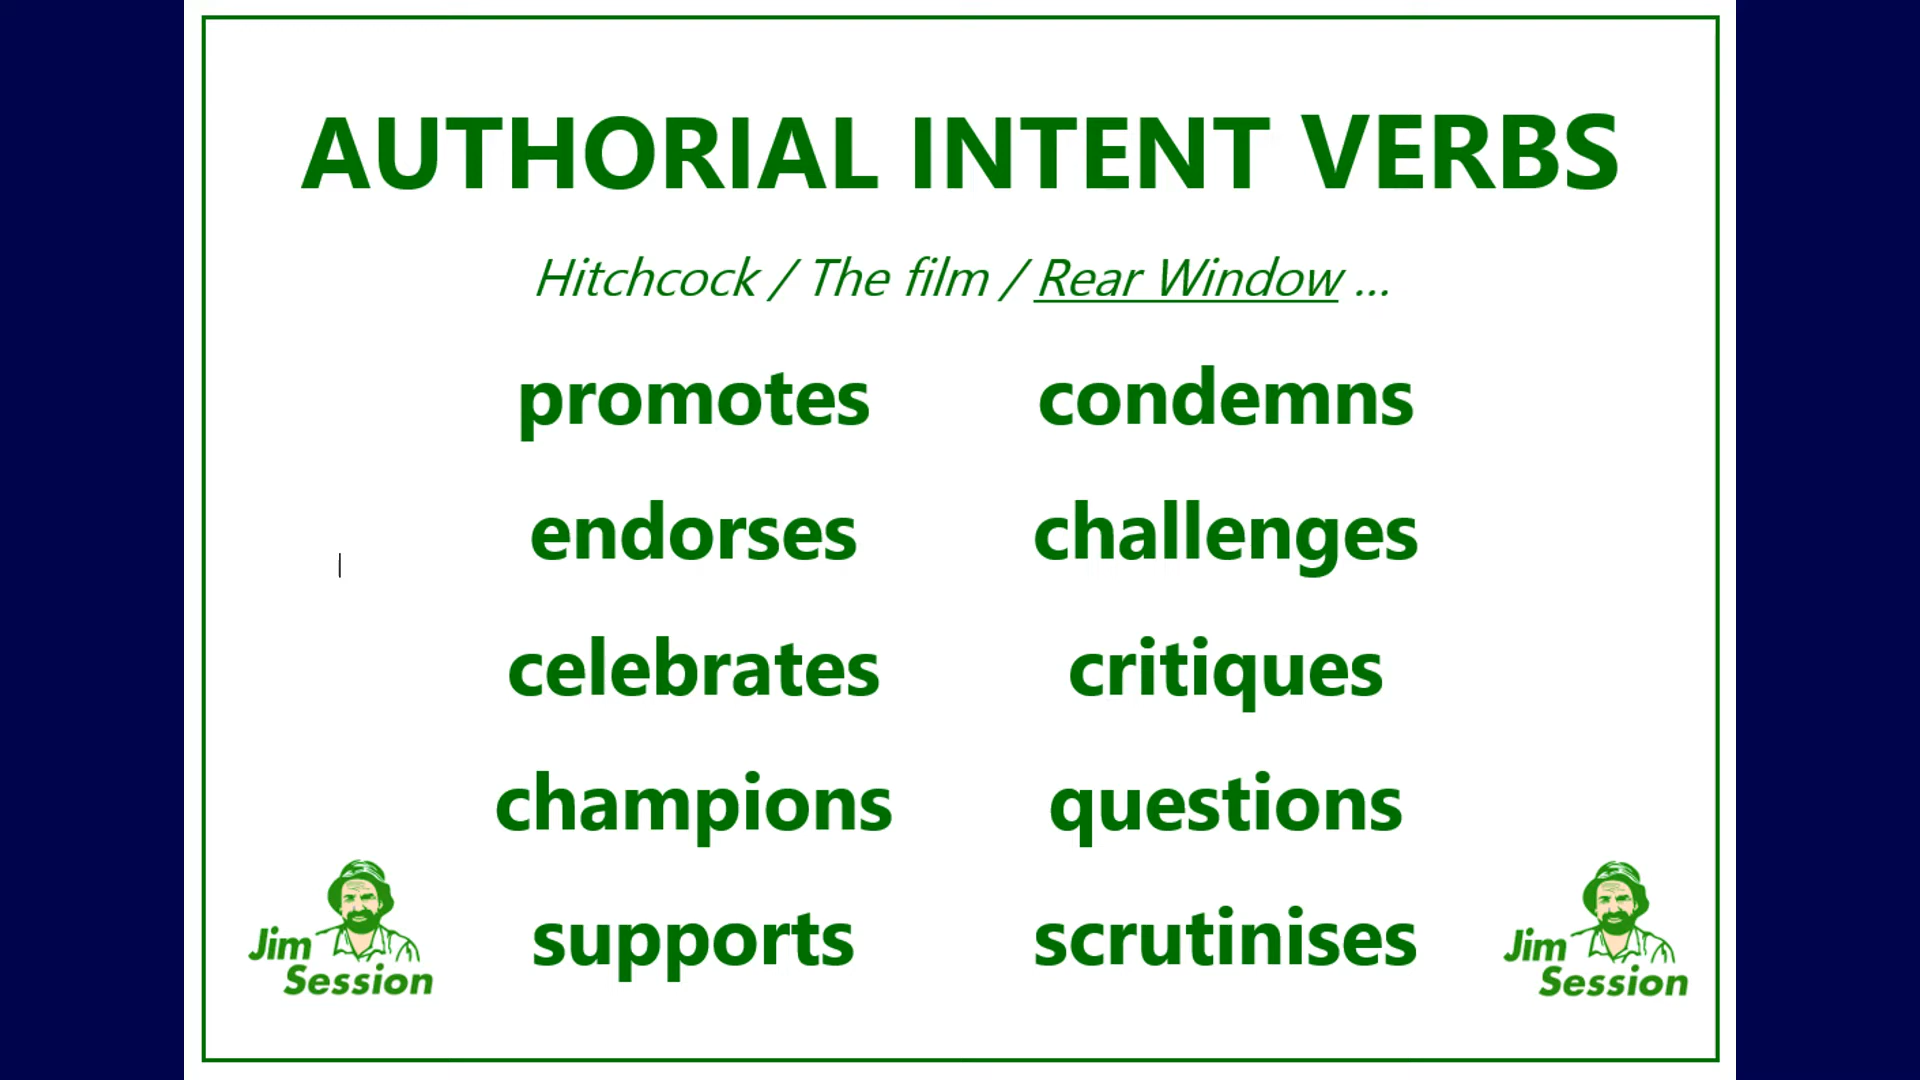 AUTHORIAL INTENT VERBS
Hitchcock / The film / Rear Window ...
promotes condemns
endorses challenges
celebrates critiques
champions questions
supports scrutinises
Jim Session
Jim Session